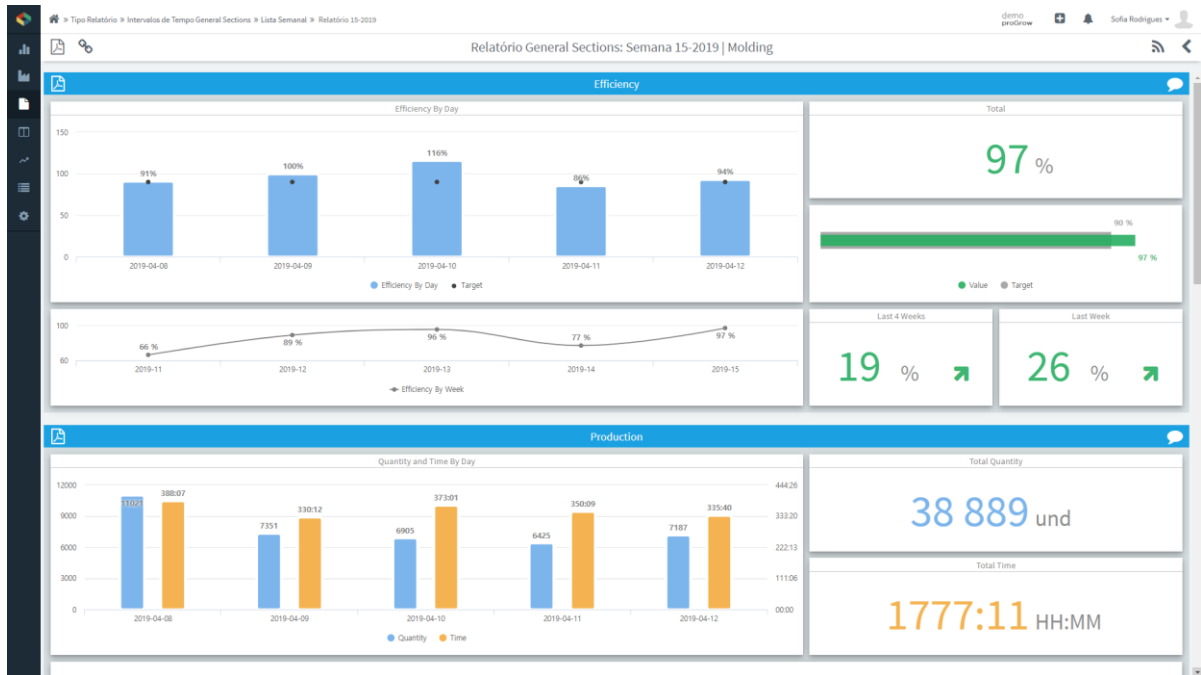 » Tipo Relatório » Intervalos de Tempo General Sections » Lista Semanal » Relatório 15-2019
demo
proGrow
Sofia Rodrigues
Relatório General Sections: Semana 15-2019 | Molding
Efficiency
Efficiency By Day
150
100
50
0
91%
100%
116%
86%
94%
2019-04-08
2019-04-09
2019-04-10
2019-04-11
2019-04-12
Efficiency By Day
Target
Total
97 %
90 %
97 %
Value
Target
100
60
66 %
89 %
96 %
77 %
97 %
2019-11
2019-12
2019-13
2019-14
2019-15
Efficiency By Week
Last 4 Weeks
19 %
Last Week
26 %
Production
Quantity and Time By Day
12000
9000
6000
3000
0
11021
388:07
7351
330:12
6905
373:01
6425
350:09
7187
335:40
444:26
333:20
222:13
111:06
00:00
2019-04-08
2019-04-09
2019-04-10
2019-04-11
2019-04-12
Quantity
Time
Total Quantity
38 889 und
Total Time
1777:11 HH:MM